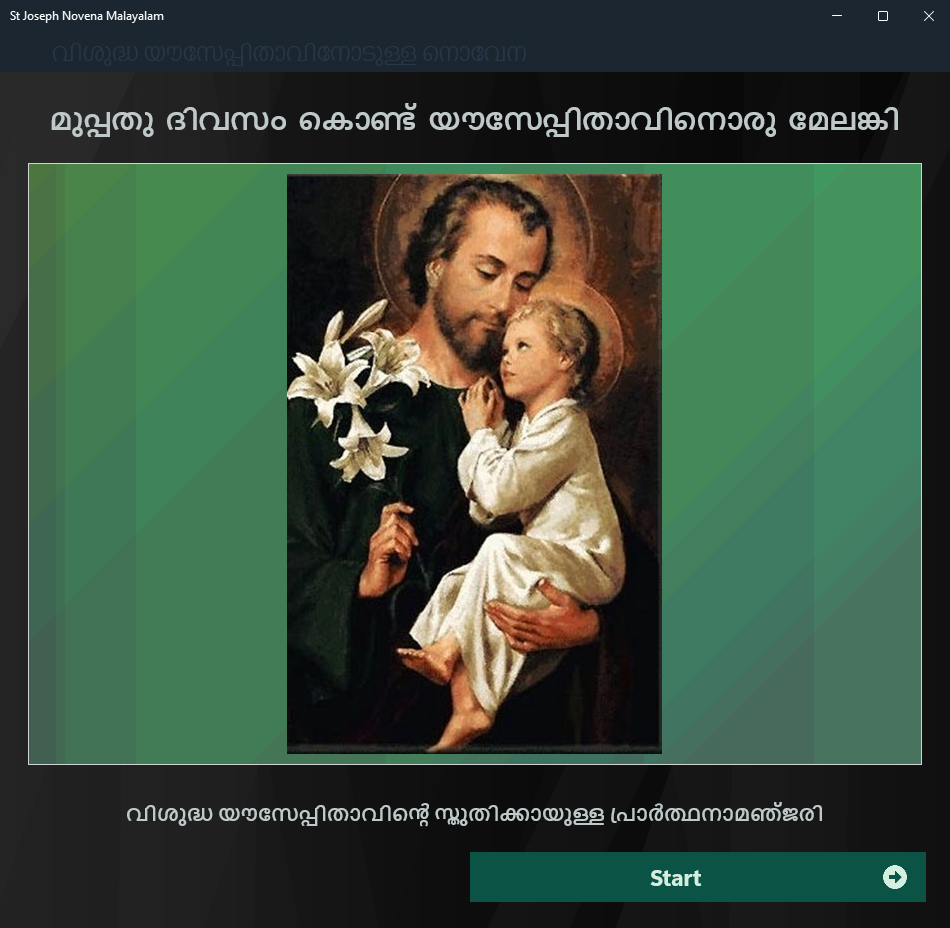 St Joseph Novena Malayalam
വിശുദ്ധ യൗസേപ്പിതാവിനോടുള്ള നൊവേന
മുപ്പതു ദിവസം കൊണ്ട് യൗസേപ്പിതാവിനൊരു മേലങ്കി
വിശുദ്ധ യൗസേപ്പിതാവിന്റെ സ്തുതിക്കായുള്ള പ്രാർത്ഥനാമഞ്ജരി
Start